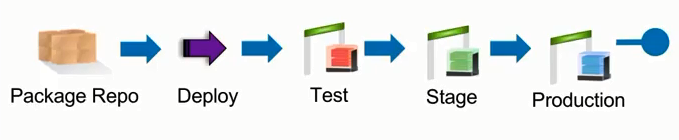 Package Repo
Deploy
Test
Stage
Production